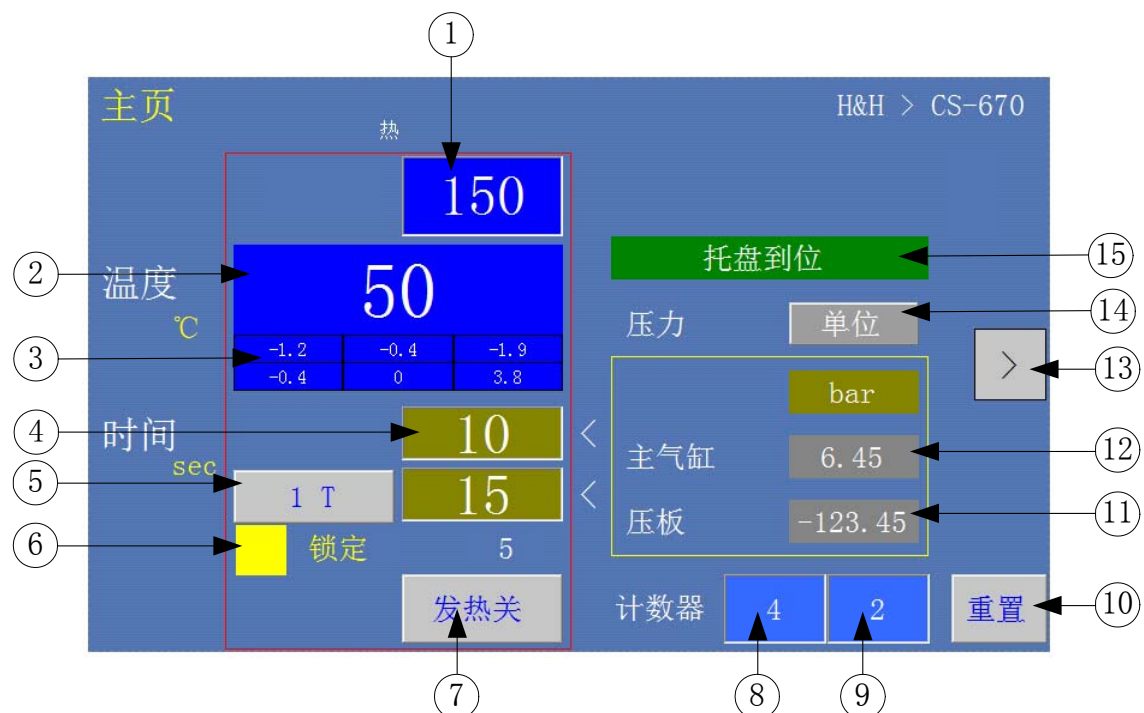 1
主页 H&H > CS-670
热
150
2 温度 50 托盘到位 15
℃ 压力 单位 14
3 -1.2 -0.4 -1.9 > 13
-0.4 0 3.8
bar
4 时间 10 <
主气缸 6.45 12
sec
5 1 T 15 <
压板 -123.45 11
6 锁定 5
发热关 计数器 4 2 重置 10
7 8 9